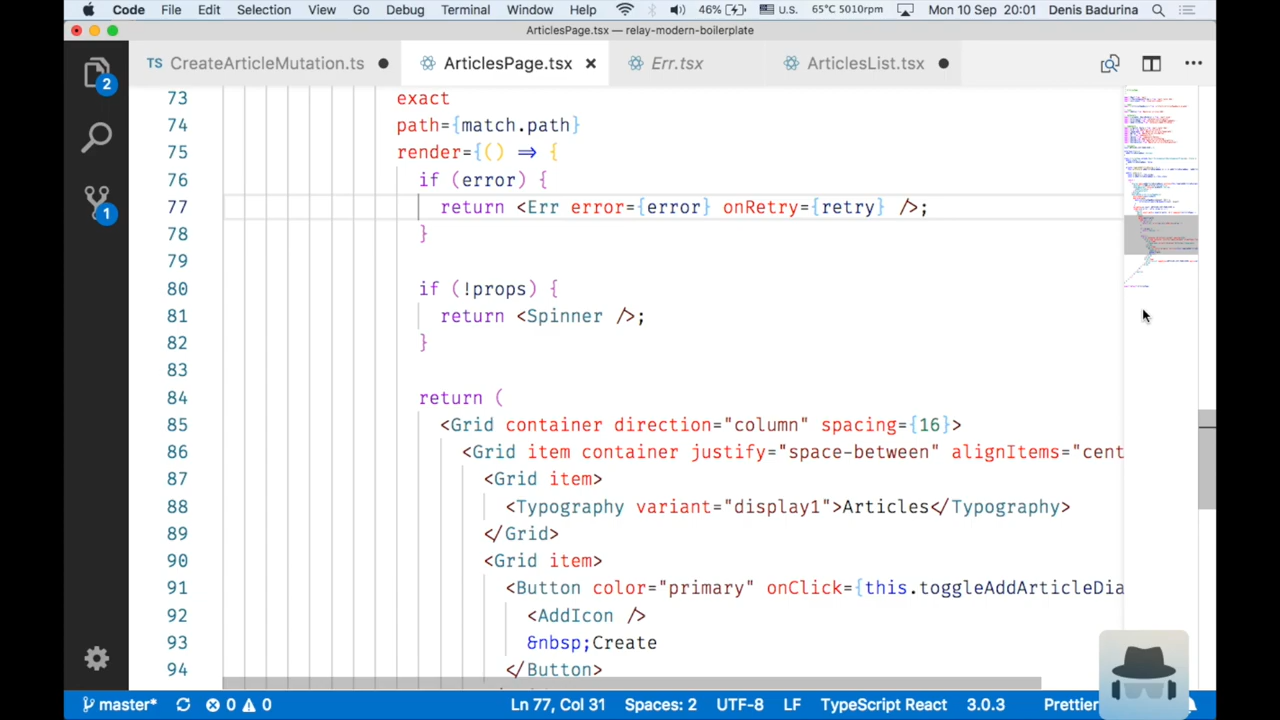 Code File Edit Selection View Go Debug Terminal Window Help 46% U.S. 65°C 5010rpm Mon 10 Sep 20:01 Denis Badurina
ArticlesPage.tsx — relay-modern-boilerplate
TS CreateArticleMutation.ts ArticlesPage.tsx Err.tsx ArticlesList.tsx
2
1
73 exact
74 path={match.path}
75 render={() => {
76 if (error) {
77 return <Err error={error} onRetry={retry} />;
78 }
79
80 if (!props) {
81 return <Spinner />;
82 }
83
84 return (
85 <Grid container direction="column" spacing={16}>
86 <Grid item container justify="space-between" alignItems="cent
87 <Grid item>
88 <Typography variant="display1">Articles</Typography>
89 </Grid>
90 <Grid item>
91 <Button color="primary" onClick={this.toggleAddArticleDia
92 <AddIcon />
93 &nbsp;Create
94 </Button>
master* 0 0 Ln 77, Col 31 Spaces: 2 UTF-8 LF TypeScript React 3.0.3 Prettier